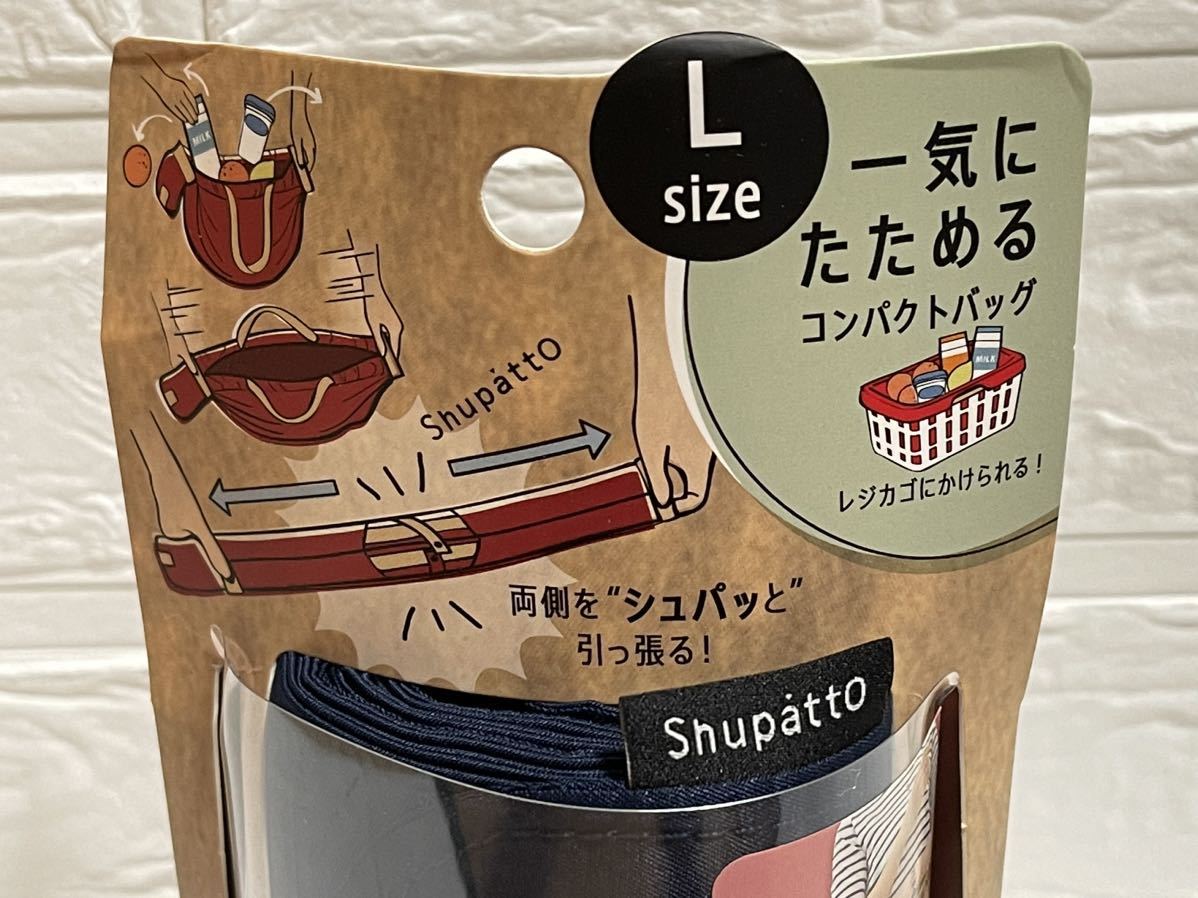 L
size
一気に
たためる
コンパクトバッグ
MILK
レジカゴにかけられる！
MILK
Shupatto
両側を“シュパッと”
引っ張る！
Shupatto